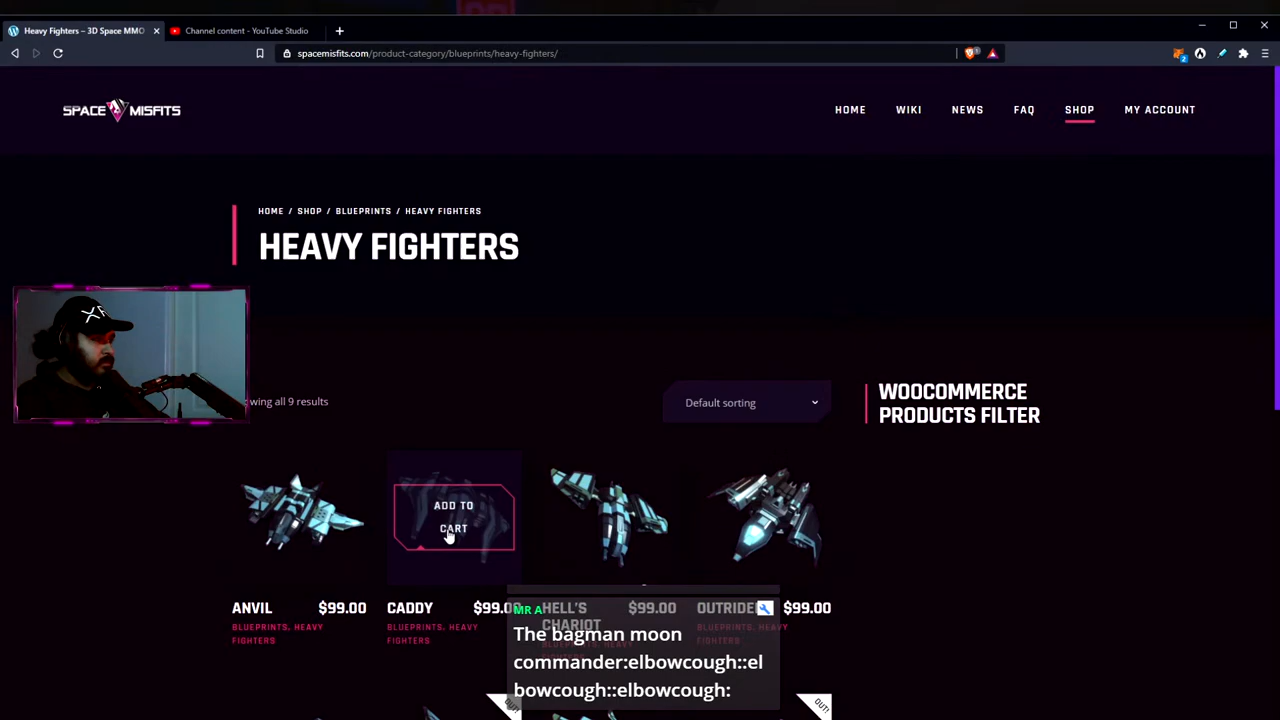 Heavy Fighters – 3D Space MMO
Channel content - YouTube Studio
spacemisfits.com/product-category/blueprints/heavy-fighters/
SPACE MISFITS
HOME WIKI NEWS FAQ SHOP MY ACCOUNT
HOME / SHOP / BLUEPRINTS / HEAVY FIGHTERS
HEAVY FIGHTERS
wing all 9 results
Default sorting
WOOCOMMERCE
PRODUCTS FILTER
ADD TO
CART
ANVIL $99.00
BLUEPRINTS, HEAVY
FIGHTERS
CADDY $99.00
BLUEPRINTS, HEAVY
FIGHTERS
HELL'S
CHARIOT
$99.00
BLUEPRINTS, HEAVY
OUTRIDE $99.00
BLUEPRINTS, HEAVY
FIGHTERS
MR A
The bagman moon
commander:elbowcough::el
bowcough::elbowcough:
OUT!
OUT!